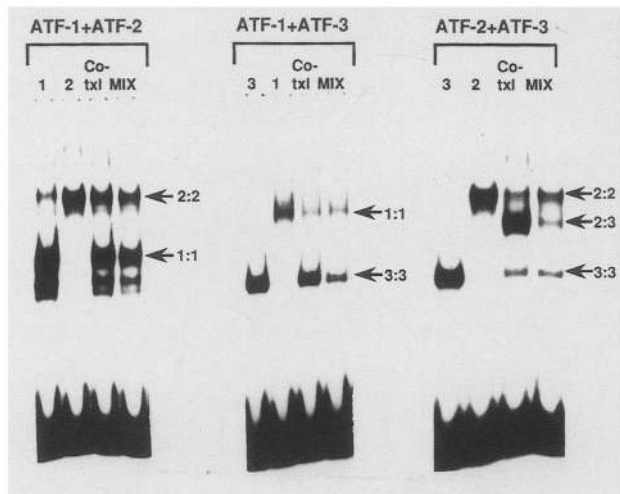 ATF-1+ATF-2
ATF-1+ATF-3
ATF-2+ATF-3
1 2 Co-txl MIX
3 1 Co-txl MIX
3 2 Co-txl MIX
2:2
1:1
1:1
3:3
2:2
2:3
3:3